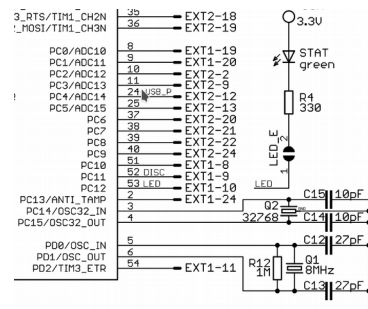 3_RTS/TIM1_CH2N 35 EXT2-18
2_MOSI/TIM1_CH3N 36 EXT2-19
3.3V
PC0/ADC10 8 EXT1-19
PC1/ADC11 9 EXT1-20
PC2/ADC12 10 EXT2-2
PC3/ADC13 11 EXT2-9
PC4/ADC14 24 USB_P EXT2-12
PC5/ADC15 25 EXT2-13
PC6 37 EXT2-20
PC7 38 EXT2-21
PC8 39 EXT2-22
PC9 40 EXT2-24
PC10 51 EXT1-8
PC11 52 DISC EXT1-9
PC12 53 LED EXT1-10
PC13/ANTI_TAMP 2 EXT1-24
PC14/OSC32_IN 3
PC15/OSC32_OUT 4
PD0/OSC_IN 5
PD1/OSC_OUT 6
PD2/TIM3_ETR 54 EXT1-11
STAT
green
R4
330
LED_E
2
1
LED
C15 10pF
Q2
32768 C14 10pF
C12 27pF
R12 Q1
1M 8MHz
C13 27pF